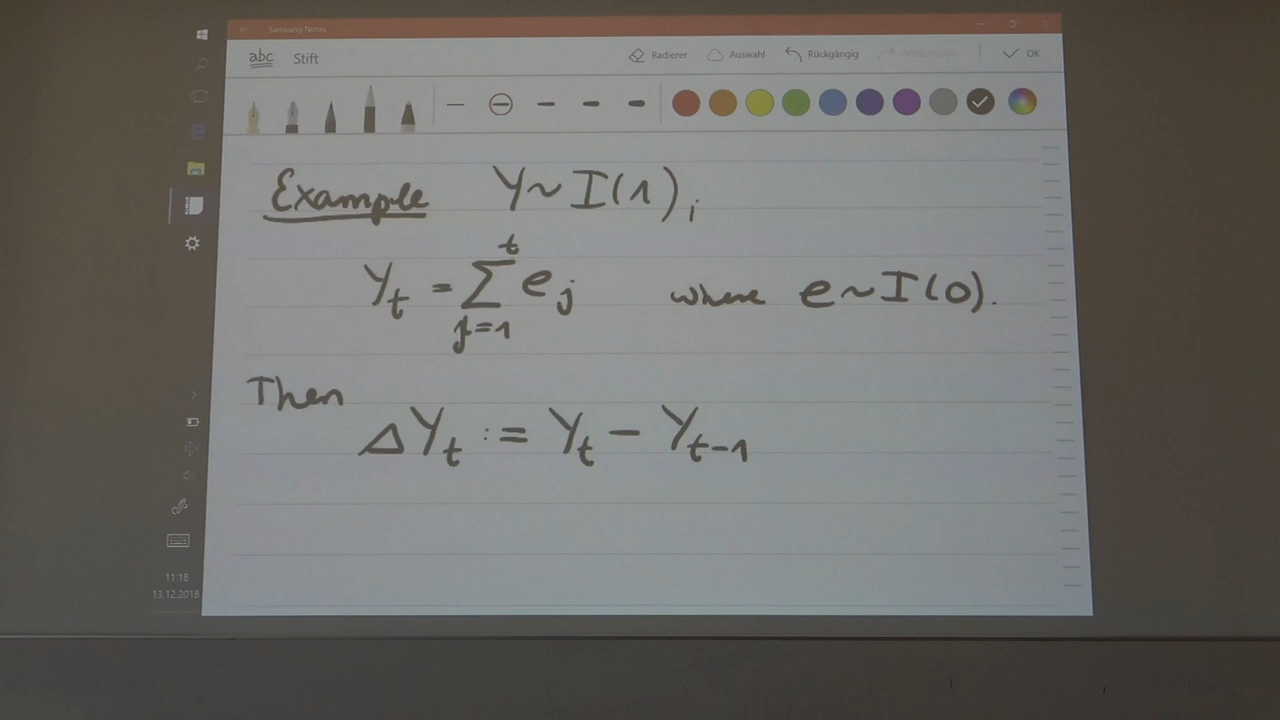 Samsung Notes
abc Stift Radierer Auswahl Rückgängig OK
Example Y ~ I(1),
Y_t = \sum_{j=1}^{t} e_j where e ~ I(0).
Then
ΔY_t := Y_t − Y_{t−1}
11:18
13.12.2018